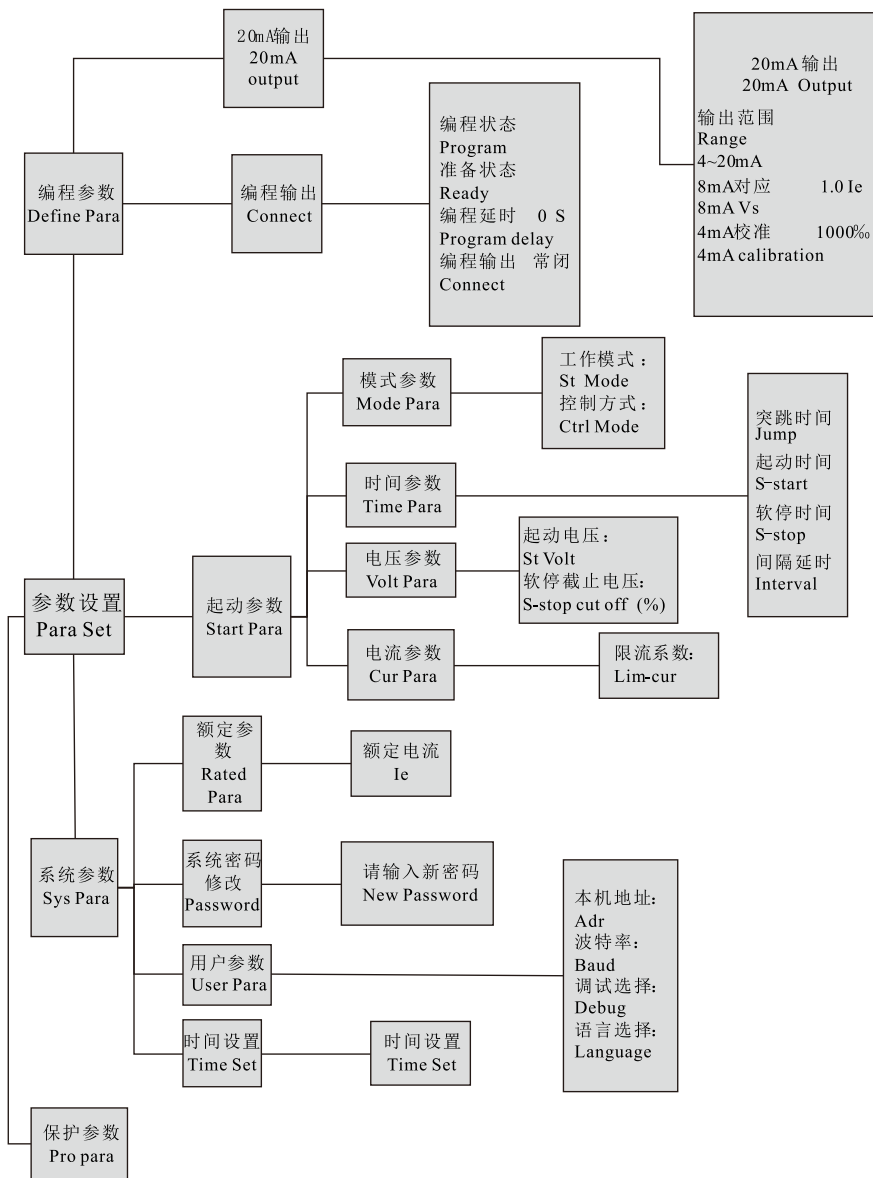 20mA输出
20mA
output
20mA 输出
20mA Output
输出范围
Range
4~20mA
8mA对应 1.0 Ie
8mA Vs
4mA校准 1000‰
4mA calibration
编程参数
Define Para
编程输出
Connect
编程状态
Program
准备状态
Ready
编程延时 0 S
Program delay
编程输出 常闭
Connect
模式参数
Mode Para
工作模式：
St Mode
控制方式：
Ctrl Mode
时间参数
Time Para
突跳时间
Jump
起动时间
S-start
软停时间
S-stop
间隔延时
Interval
参数设置
Para Set
起动参数
Start Para
电压参数
Volt Para
起动电压：
St Volt
软停截止电压：
S-stop cut off (%)
电流参数
Cur Para
限流系数：
Lim-cur
额定参
数
Rated
Para
额定电流
Ie
系统参数
Sys Para
系统密码
修改
Password
请输入新密码
New Password
用户参数
User Para
本机地址：
Adr
波特率：
Baud
调试选择：
Debug
语言选择：
Language
时间设置
Time Set
时间设置
Time Set
保护参数
Pro para